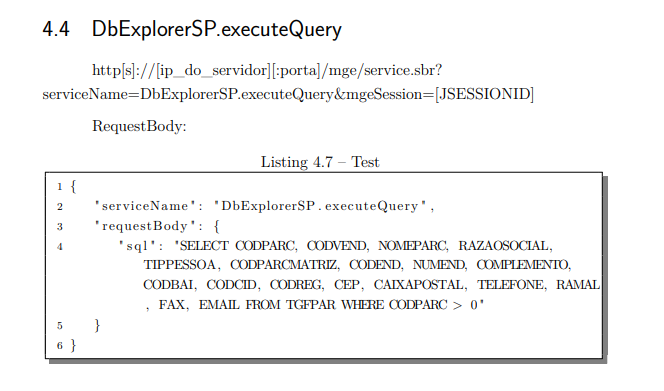 4.4 DbExplorerSP.executeQuery
http[s]://[ip_do_servidor][:porta]/mge/service.sbr?
serviceName=DbExplorerSP.executeQuery&mgeSession=[JSESSIONID]
RequestBody:
Listing 4.7 – Test
1 {
2 "serviceName": "DbExplorerSP.executeQuery",
3 "requestBody": {
4 "sql": "SELECT CODPARC, CODVEND, NOMEPARC, RAZAOSOCIAL,
TIPPESSOA, CODPARCMATRIZ, CODEND, NUMEND, COMPLEMENTO,
CODBAI, CODCID, CODREG, CEP, CAIXAPOSTAL, TELEFONE, RAMAL
, FAX, EMAIL FROM TGFPAR WHERE CODPARC > 0"
5 }
6 }